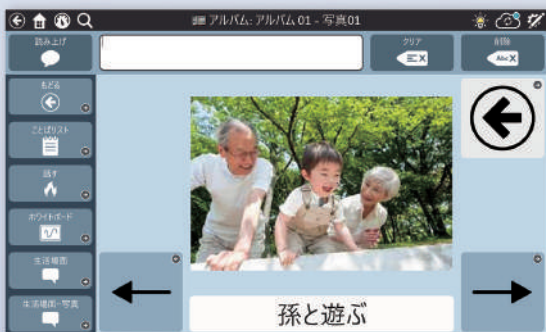 アルバム: アルバム 01 - 写真01
読み上げ
クリア
削除
Abc X
もどる
ことばリスト
話す
ホワイトボード
生活場面
生活場面-写真
孫と遊ぶ